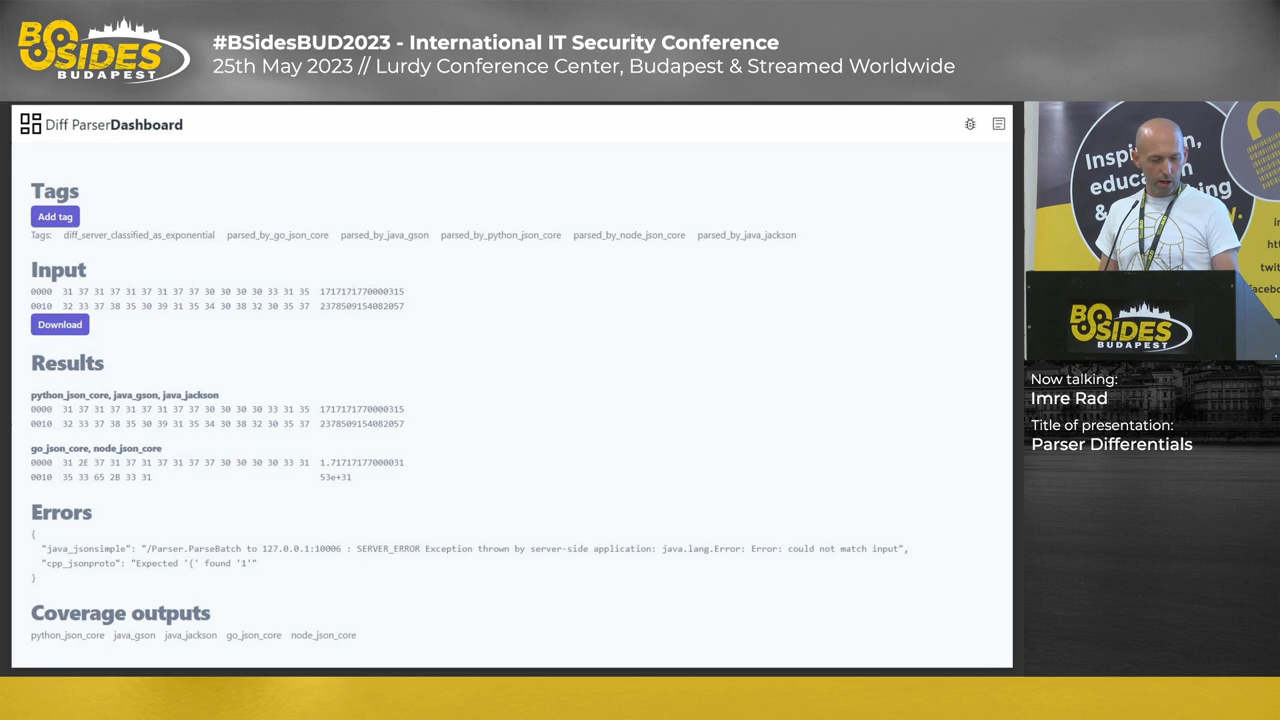 BSIDES
BUDAPEST
#BSidesBUD2023 - International IT Security Conference
25th May 2023 // Lurdy Conference Center, Budapest & Streamed Worldwide
Diff ParserDashboard
Tags
Add tag
Tags: diff_server_classified_as_exponential parsed_by_go_json_core parsed_by_java_gson parsed_by_python_json_core parsed_by_node_json_core parsed_by_java_jackson
Input
0000 31 37 31 37 31 37 31 37 37 30 30 30 30 33 31 35 1717171770000315
0010 32 33 37 38 35 30 39 31 35 34 30 38 32 30 35 37 2378509154082057
Download
Results
python_json_core, java_gson, java_jackson
0000 31 37 31 37 31 37 31 37 37 30 30 30 30 33 31 35 1717171770000315
0010 32 33 37 38 35 30 39 31 35 34 30 38 32 30 35 37 2378509154082057
go_json_core, node_json_core
0000 31 2E 37 31 37 31 37 31 37 37 30 30 30 30 33 31 1.71717177000031
0010 35 33 65 2B 33 31 53e+31
Errors
{
"java_jsonsimple": "/Parser.ParseBatch to 127.0.0.1:10006 : SERVER_ERROR Exception thrown by server-side application: java.lang.Error: Error: could not match input",
"cpp_jsonproto": "Expected '{' found '1'"
}
Coverage outputs
python_json_core java_gson java_jackson go_json_core node_json_core
BSIDES
BUDAPEST
Now talking:
Imre Rad
Title of presentation:
Parser Differentials